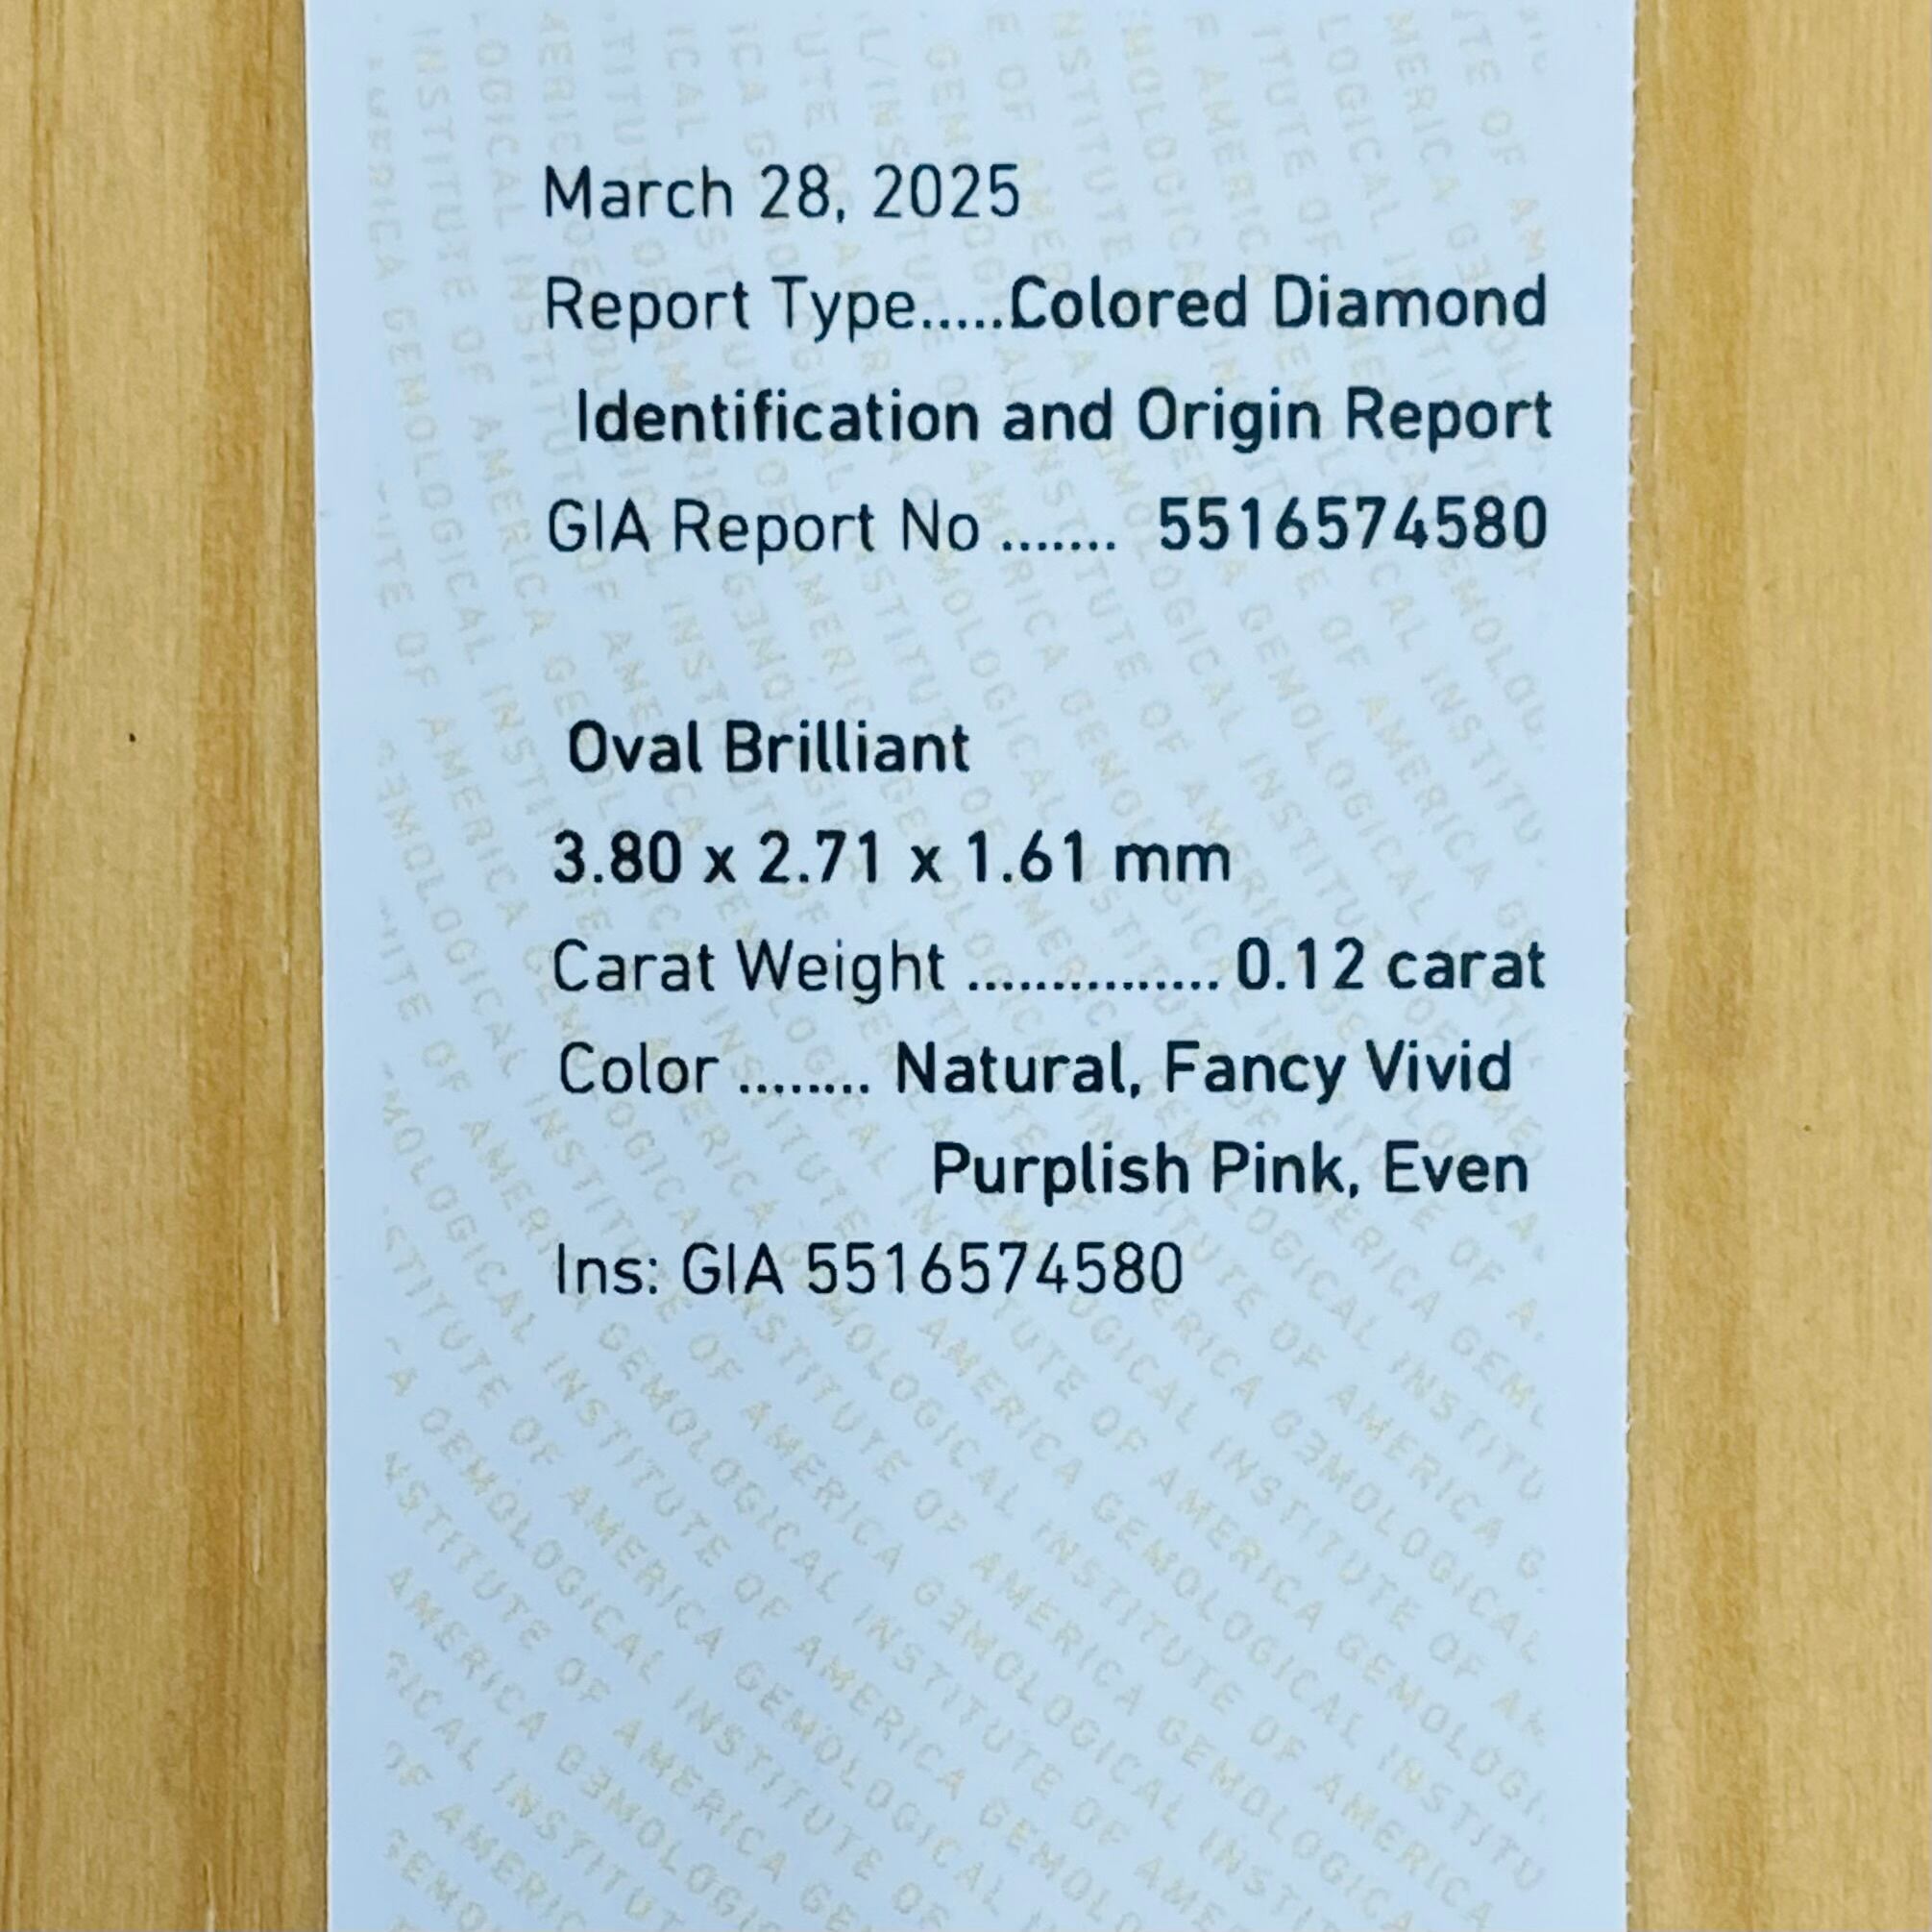 March 28, 2025
Report Type.....Colored Diamond
Identification and Origin Report
GIA Report No ....... 5516574580
Oval Brilliant
3.80 x 2.71 x 1.61 mm
Carat Weight ............... 0.12 carat
Color ........ Natural, Fancy Vivid
Purplish Pink, Even
Ins: GIA 5516574580